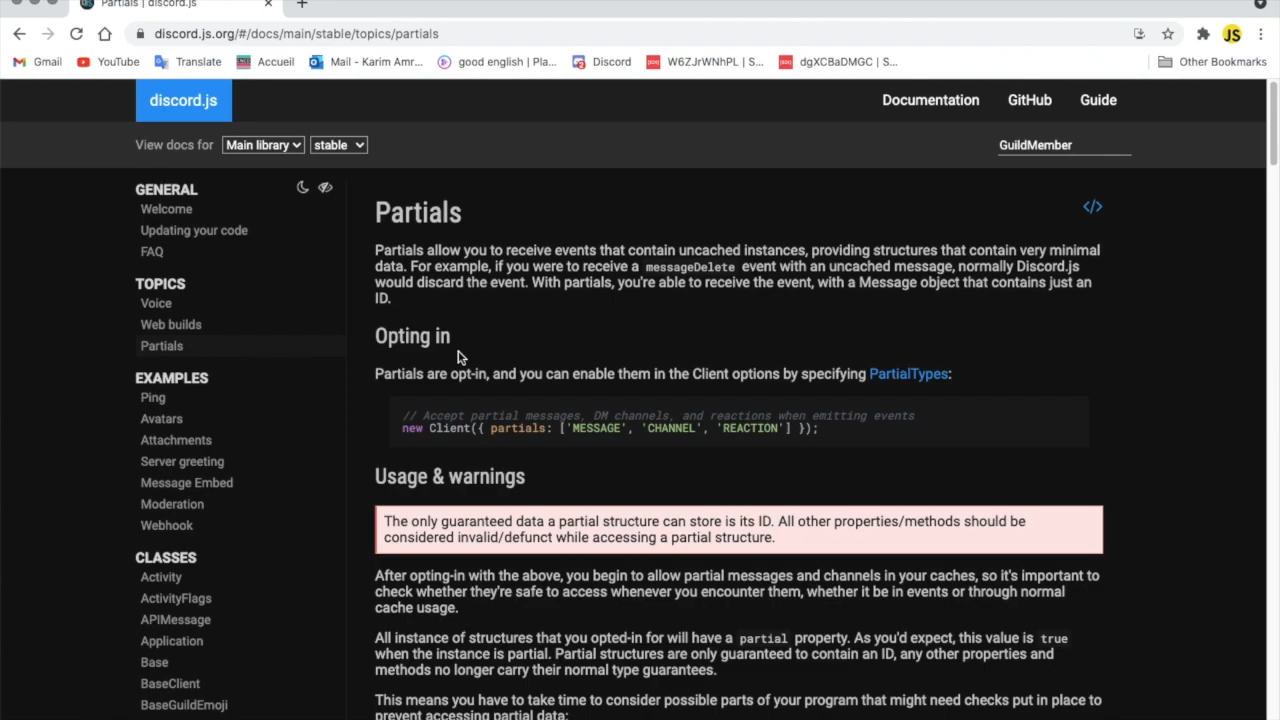 Partials | discord.js
discord.js.org/#/docs/main/stable/topics/partials
JS
Gmail YouTube Translate Accueil Mail - Karim Amr... good english | Pla... Discord W6ZJrWNhPL | S... dgXCBaDMGC | S... Other Bookmarks
discord.js Documentation GitHub Guide
View docs for Main library stable GuildMember
GENERAL
Welcome
Updating your code
FAQ
TOPICS
Voice
Web builds
Partials
EXAMPLES
Ping
Avatars
Attachments
Server greeting
Message Embed
Moderation
Webhook
CLASSES
Activity
ActivityFlags
APIMessage
Application
Base
BaseClient
BaseGuildEmoji
Partials
</>
Partials allow you to receive events that contain uncached instances, providing structures that contain very minimal
data. For example, if you were to receive a messageDelete event with an uncached message, normally Discord.js
would discard the event. With partials, you're able to receive the event, with a Message object that contains just an
ID.
Opting in
Partials are opt-in, and you can enable them in the Client options by specifying PartialTypes:
// Accept partial messages, DM channels, and reactions when emitting events
new Client({ partials: ['MESSAGE', 'CHANNEL', 'REACTION'] });
Usage & warnings
The only guaranteed data a partial structure can store is its ID. All other properties/methods should be
considered invalid/defunct while accessing a partial structure.
After opting-in with the above, you begin to allow partial messages and channels in your caches, so it's important to
check whether they're safe to access whenever you encounter them, whether it be in events or through normal
cache usage.
All instance of structures that you opted-in for will have a partial property. As you'd expect, this value is true
when the instance is partial. Partial structures are only guaranteed to contain an ID, any other properties and
methods no longer carry their normal type guarantees.
This means you have to take time to consider possible parts of your program that might need checks put in place to
prevent accessing partial data: